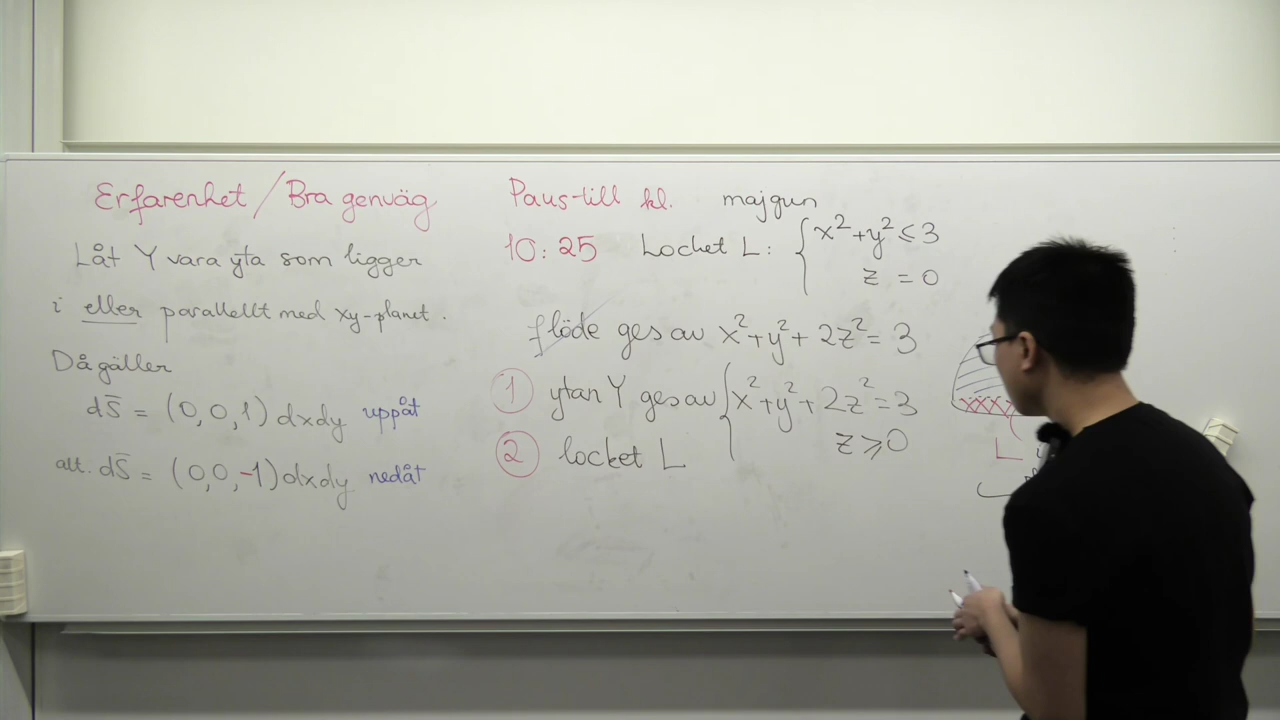 Erfarenhet / Bra genväg
Låt Y vara yta som ligger
i eller parallellt med xy-planet.
Då gäller
dS̄ = (0,0,1) dxdy uppåt
alt. dS̄ = (0,0,-1) dxdy nedåt
Paus till kl. majgun
10:25 Locket L: { x² + y² ≤ 3
z = 0
flöde ges av x² + y² + 2z² = 3
① ytan Y ges av { x² + y² + 2z² = 3
② locket L z ≥ 0
L